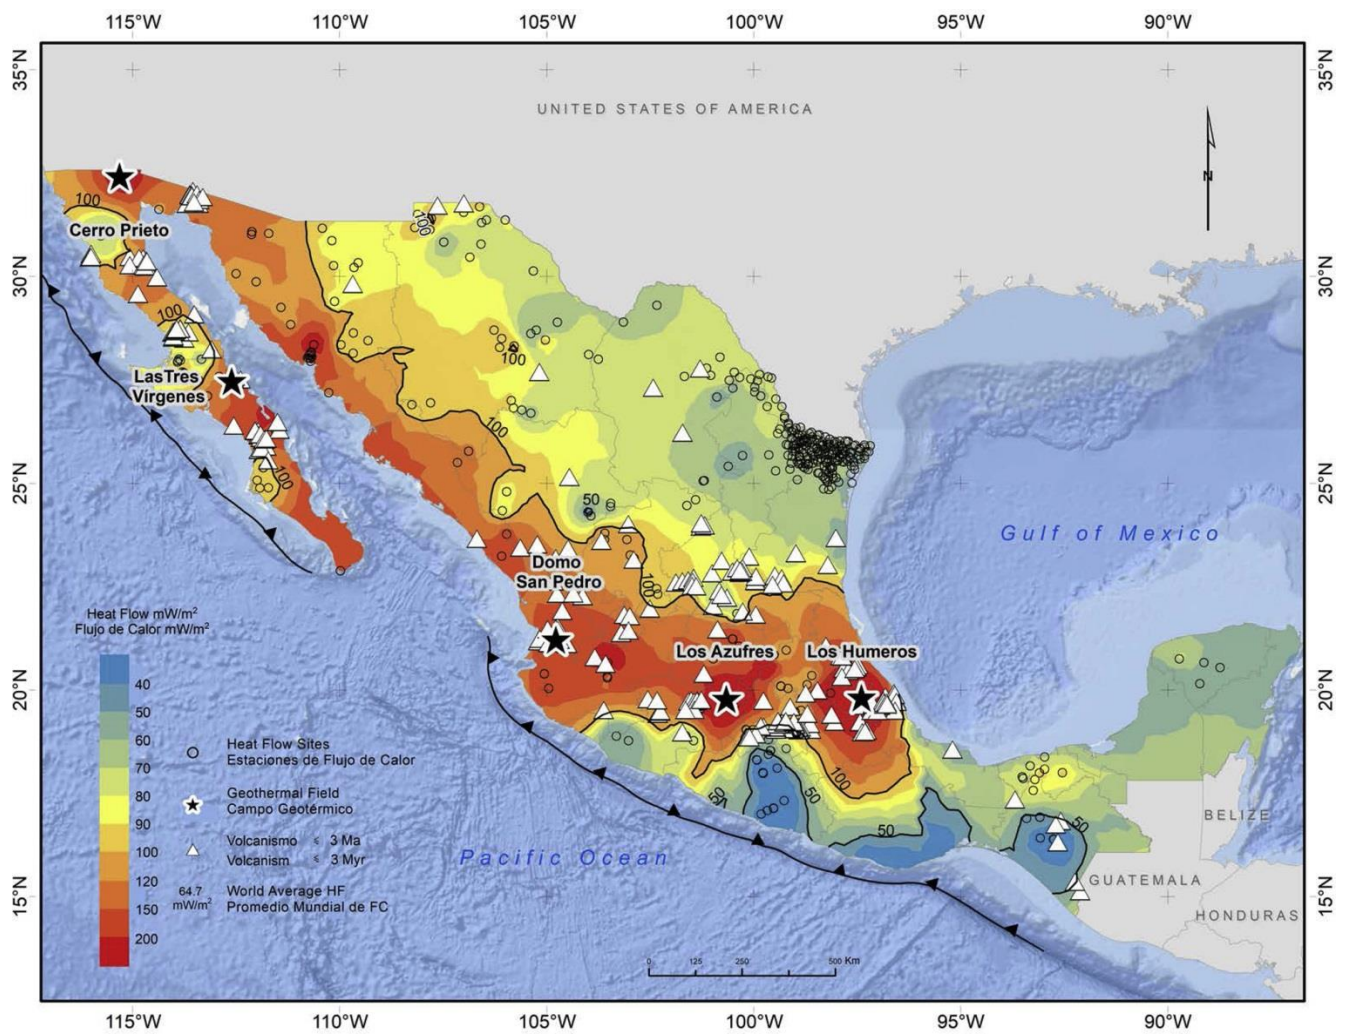 115°W 110°W 105°W 100°W 95°W 90°W
35°N 35°N
UNITED STATES OF AMERICA
N
100
Cerro Prieto
100
30°N 30°N
100
100
LasTres
Vírgenes
100
100
25°N 50 25°N
Gulf of Mexico
Domo
San Pedro
100
Los Azufres Los Humeros
20°N 20°N
100
50 50
50
50
BELIZE
Pacific Ocean
GUATEMALA
15°N 15°N
HONDURAS
Heat Flow mW/m²
Flujo de Calor mW/m²
40
50
60
70
80
90
100
120
150
200
Heat Flow Sites
Estaciones de Flujo de Calor
Geothermal Field
Campo Geotérmico
Volcanismo ≤ 3 Ma
Volcanism ≤ 3 Myr
64.7
mW/m²
World Average HF
Promedio Mundial de FC
0 125 250 500 Km
115°W 110°W 105°W 100°W 95°W 90°W